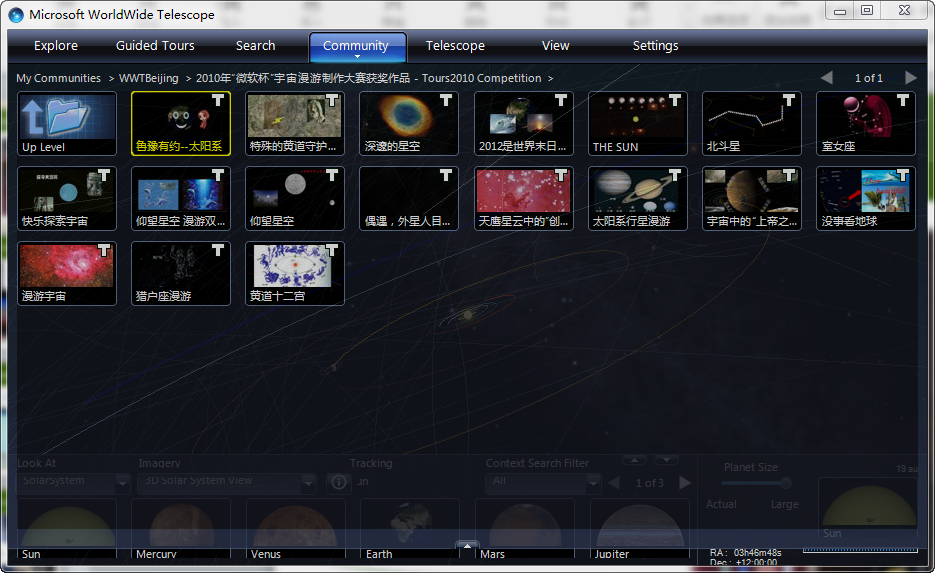 Microsoft WorldWide Telescope
Explore Guided Tours Search Community Telescope View Settings
My Communities > WWTBeijing > 2010年“微软杯”宇宙漫游制作大赛获奖作品 - Tours2010 Competition > 1 of 1
Up Level 色豫有约--太阳系 特殊的黄道守护... 深邃的星空 2012是世界末日... THE SUN 北斗星 室女座
快乐探索宇宙 仰望星空 漫游双... 仰望星空 偶遇，外星人目... 天鹰星云中的“创... 太阳系行星漫游 宇宙中的“上帝之... 没事看地球
漫游宇宙 猎户座漫游 黄道十二宫
Look At Imagery Tracking Context Search Filter Planet Size 19 au
SolarSystem 3D Solar System View All 1 of 3
Actual Large
Sun
Sun Mercury Venus Earth Mars Jupiter
RA : 03h46m48s
Dec : +12:00:00